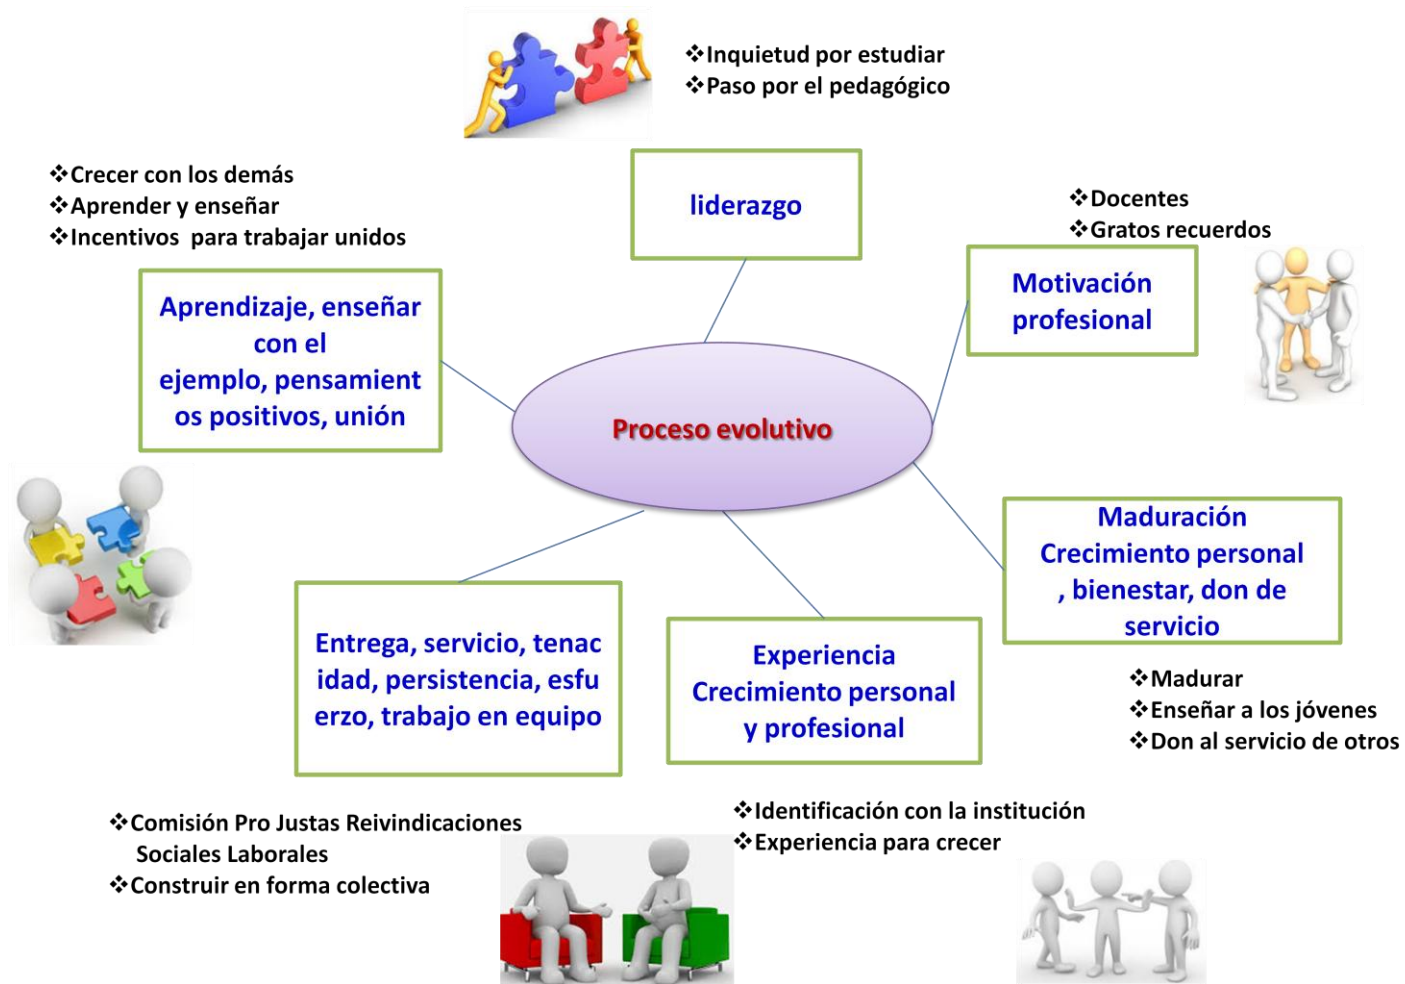 ❖Inquietud por estudiar
❖Paso por el pedagógico
liderazgo
❖Crecer con los demás
❖Aprender y enseñar
❖Incentivos  para trabajar unidos
Aprendizaje, enseñar
con el
ejemplo, pensamient
os positivos, unión
❖Docentes
❖Gratos recuerdos
Motivación
profesional
Proceso evolutivo
Maduración
Crecimiento personal
, bienestar, don de
servicio
❖Madurar
❖Enseñar a los jóvenes
❖Don al servicio de otros
Entrega, servicio, tenac
idad, persistencia, esfu
erzo, trabajo en equipo
❖Comisión Pro Justas Reivindicaciones
Sociales Laborales
❖Construir en forma colectiva
Experiencia
Crecimiento personal
y profesional
❖Identificación con la institución
❖Experiencia para crecer